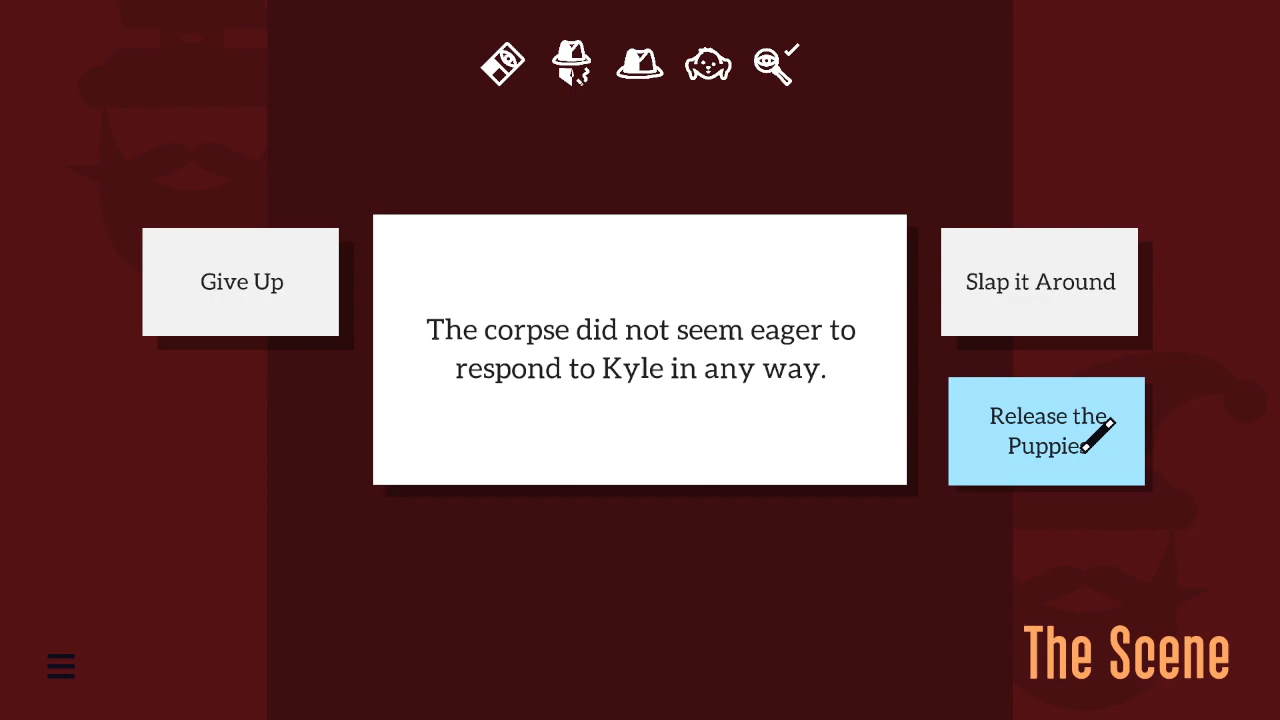 Give Up
The corpse did not seem eager to
respond to Kyle in any way.
Slap it Around
Release the
Puppies
The Scene